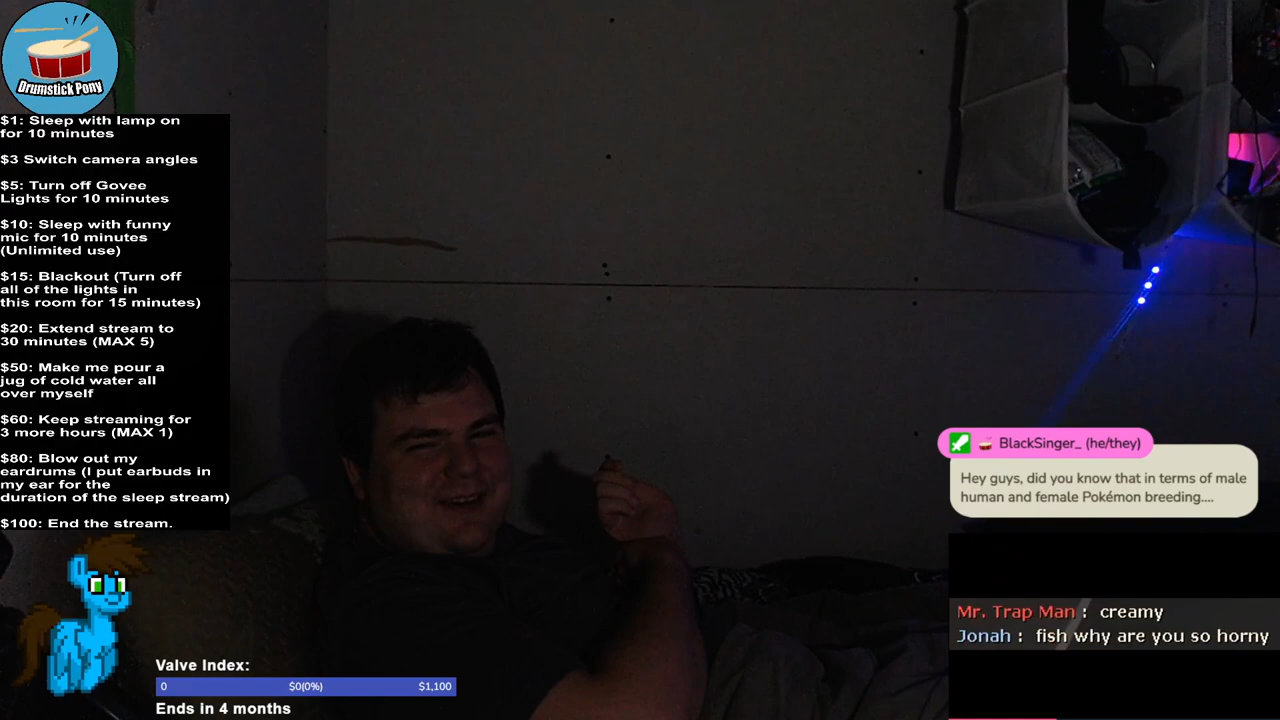 Drumstick Pony
$1: Sleep with lamp on
for 10 minutes
$3 Switch camera angles
$5: Turn off Govee
Lights for 10 minutes
$10: Sleep with funny
mic for 10 minutes
(Unlimited use)
$15: Blackout (Turn off
all of the lights in
this room for 15 minutes)
$20: Extend stream to
30 minutes (MAX 5)
$50: Make me pour a
jug of cold water all
over myself
$60: Keep streaming for
3 more hours (MAX 1)
$80: Blow out my
eardrums (I put earbuds in
my ear for the
duration of the sleep stream)
$100: End the stream.
Valve Index:
0 $0(0%) $1,100
Ends in 4 months
BlackSinger_ (he/they)
Hey guys, did you know that in terms of male
human and female Pokémon breeding....
Mr. Trap Man : creamy
Jonah : fish why are you so horny